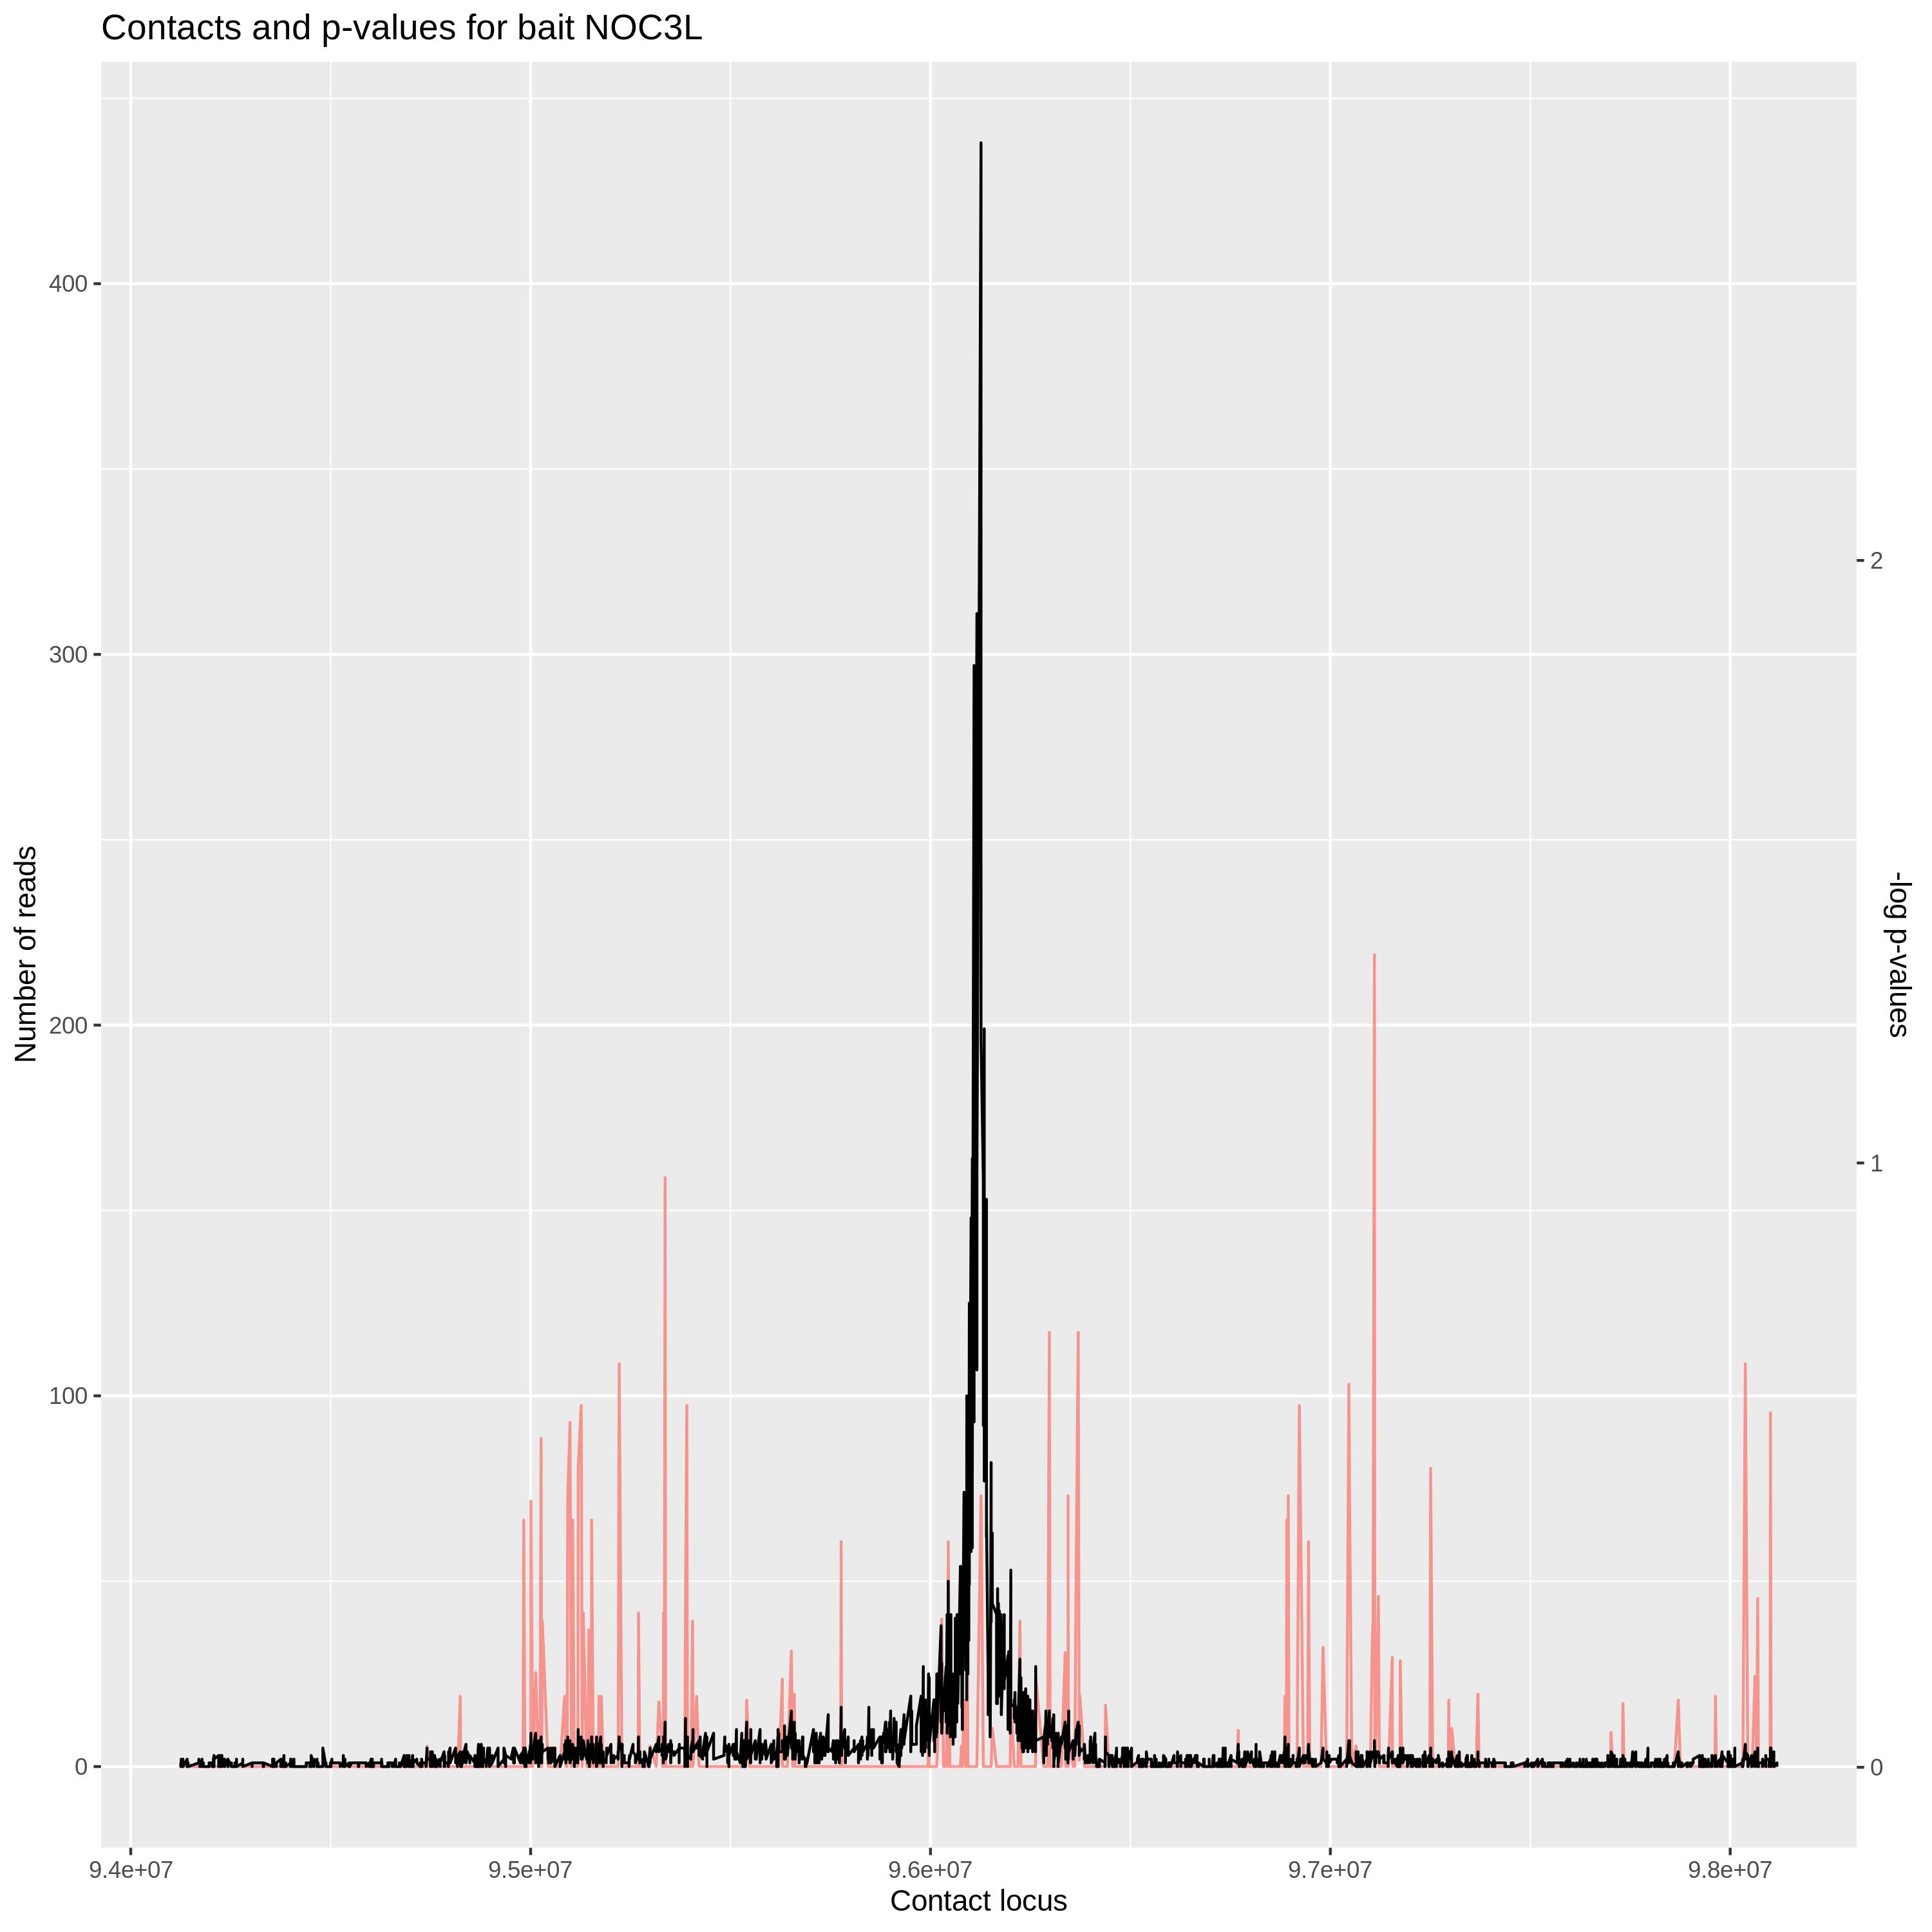 Contacts and p-values for bait NOC3L
400
300
200
100
0
Number of reads
2
1
0
-log p-values
9.4e+07
9.5e+07
9.6e+07
9.7e+07
9.8e+07
Contact locus